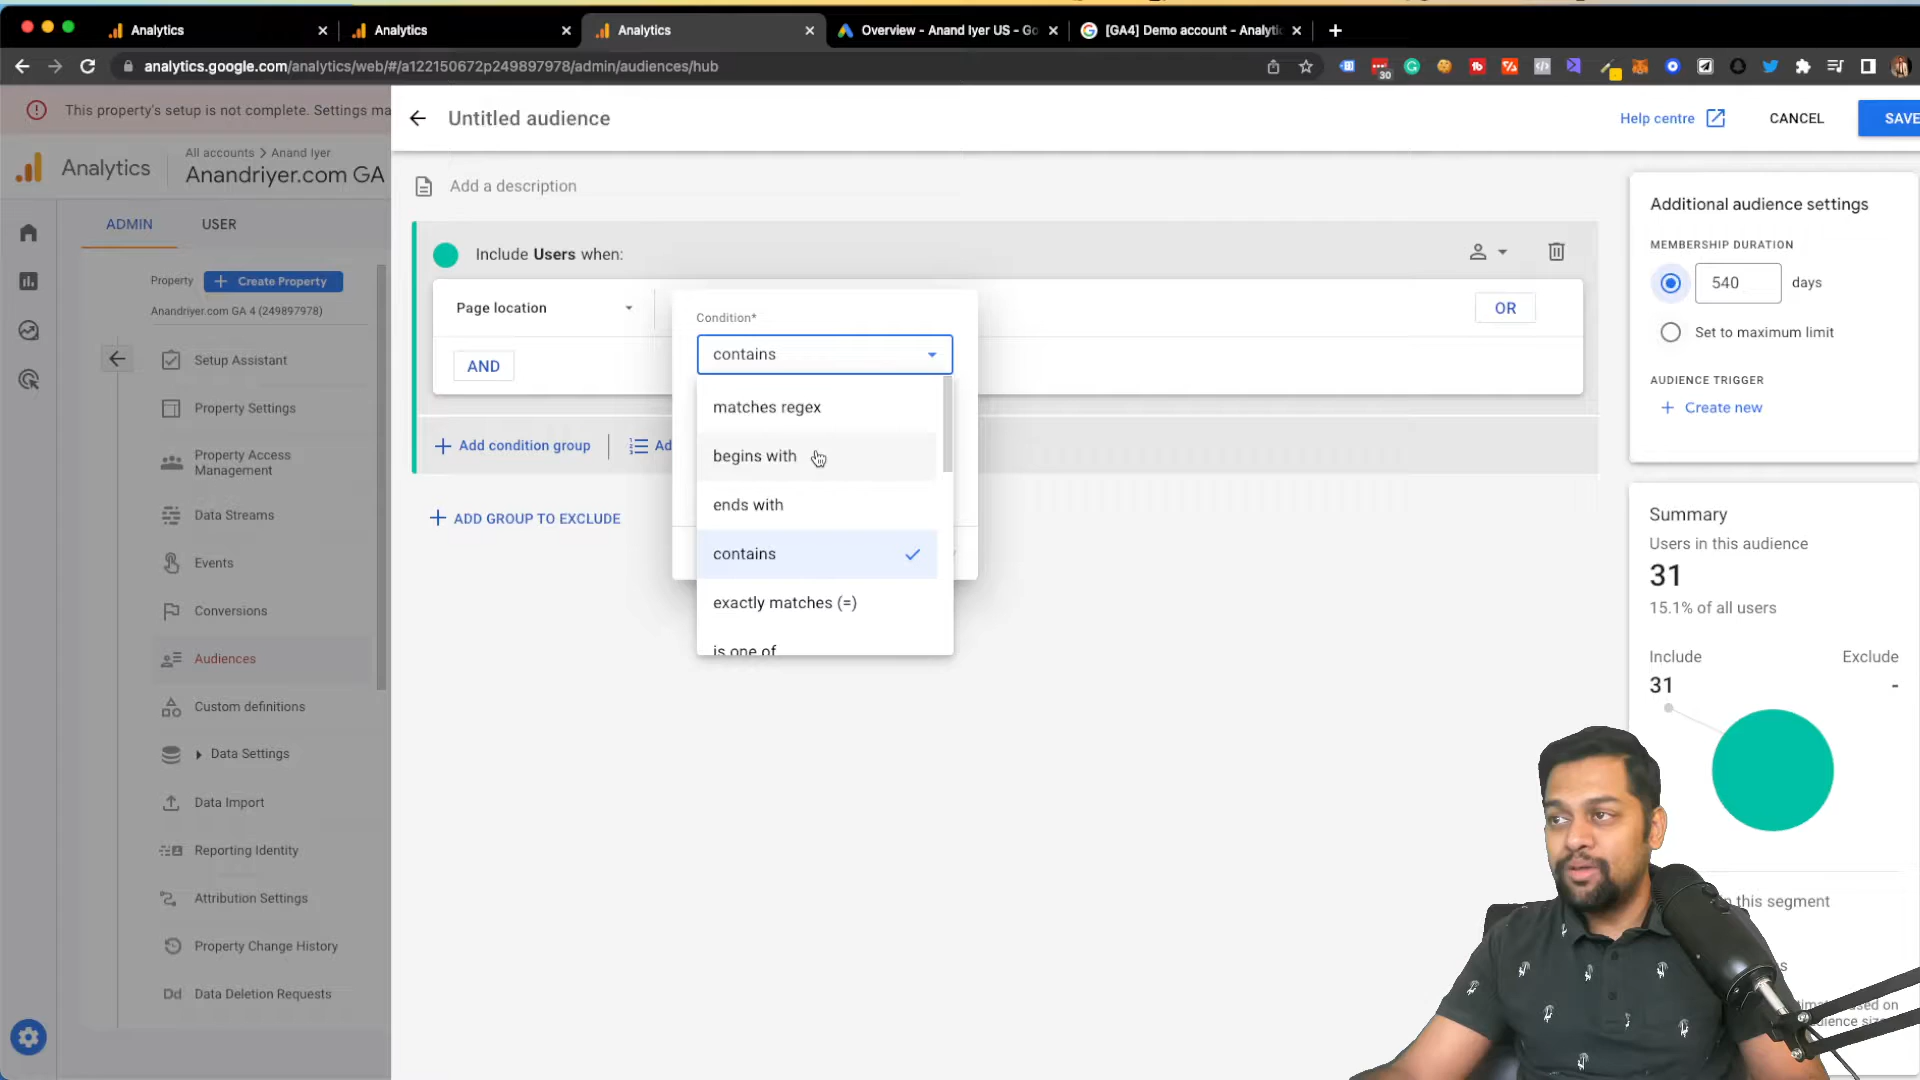 Analytics
Analytics
Analytics
Overview - Anand Iyer US - Go
[GA4] Demo account - Analytic
analytics.google.com/analytics/web/#/a122150672p249897978/admin/audiences/hub
30
This property's setup is not complete. Settings ma
Untitled audience
Help centre
CANCEL
SAVE
Analytics
All accounts > Anand Iyer
Anandriyer.com GA
Add a description
ADMIN
USER
Property
Create Property
Anandriyer.com GA 4 (249897978)
Setup Assistant
Property Settings
Property Access
Management
Data Streams
Events
Conversions
Audiences
Custom definitions
Data Settings
Data Import
Reporting Identity
Attribution Settings
Property Change History
Dd Data Deletion Requests
Include Users when:
Page location
OR
AND
Condition*
contains
matches regex
begins with
ends with
contains
exactly matches (=)
is one of
Add condition group
Ad
ADD GROUP TO EXCLUDE
Additional audience settings
MEMBERSHIP DURATION
540 days
Set to maximum limit
AUDIENCE TRIGGER
Create new
Summary
Users in this audience
31
15.1% of all users
Include
Exclude
31
-
this segment